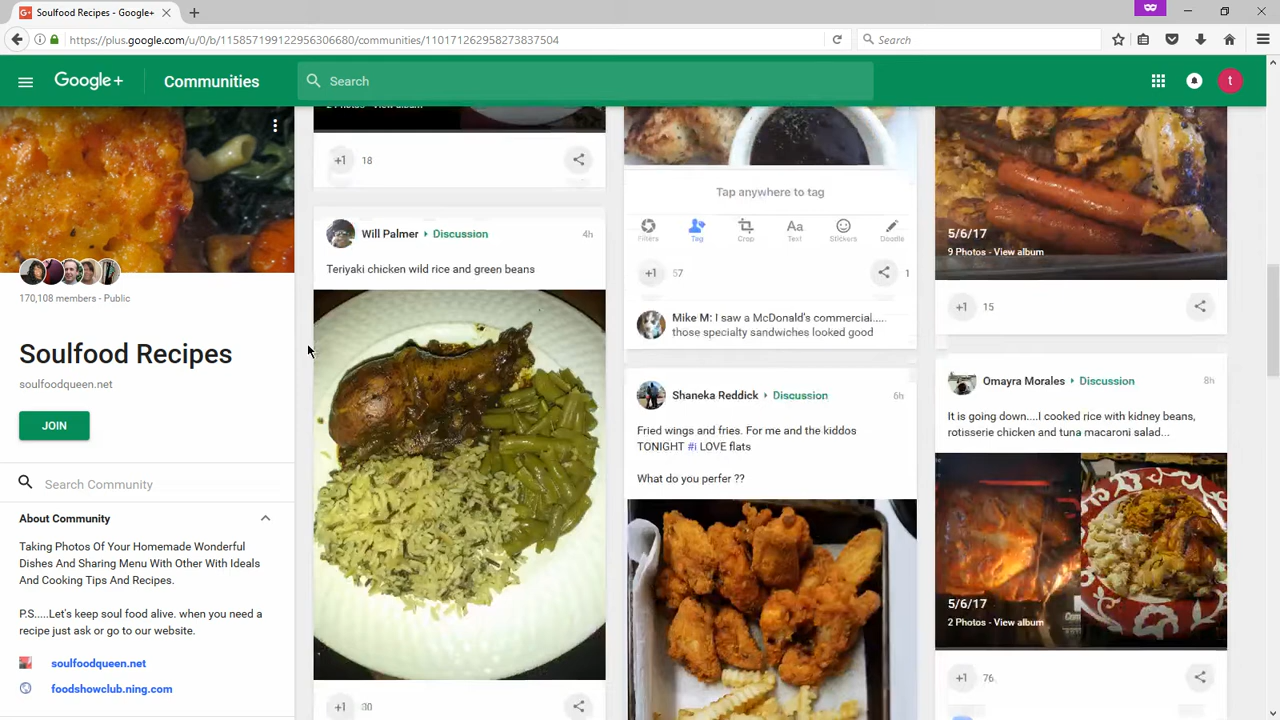 Soulfood Recipes - Google+
https://plus.google.com/u/0/b/115857199122956306680/communities/110171262958273837504
Search
Google+
Communities
Search
t
170,108 members - Public
Soulfood Recipes
soulfoodqueen.net
JOIN
Search Community
About Community
Taking Photos Of Your Homemade Wonderful
Dishes And Sharing Menu With Other With Ideals
And Cooking Tips And Recipes.
P.S.....Let's keep soul food alive. when you need a
recipe just ask or go to our website.
soulfoodqueen.net
foodshowclub.ning.com
2 Photos - View album
+1 18
Will Palmer Discussion 4h
Teriyaki chicken wild rice and green beans
+1 30
Tap anywhere to tag
Filters Tag Crop Text Stickers Doodle
+1 57 1
Mike M: I saw a McDonald's commercial.....
those specialty sandwiches looked good
Shaneka Reddick Discussion 6h
Fried wings and fries. For me and the kiddos
TONIGHT #i LOVE flats
What do you perfer ??
5/6/17
9 Photos - View album
+1 15
Omayra Morales Discussion 8h
It is going down....I cooked rice with kidney beans,
rotisserie chicken and tuna macaroni salad...
5/6/17
2 Photos - View album
+1 76